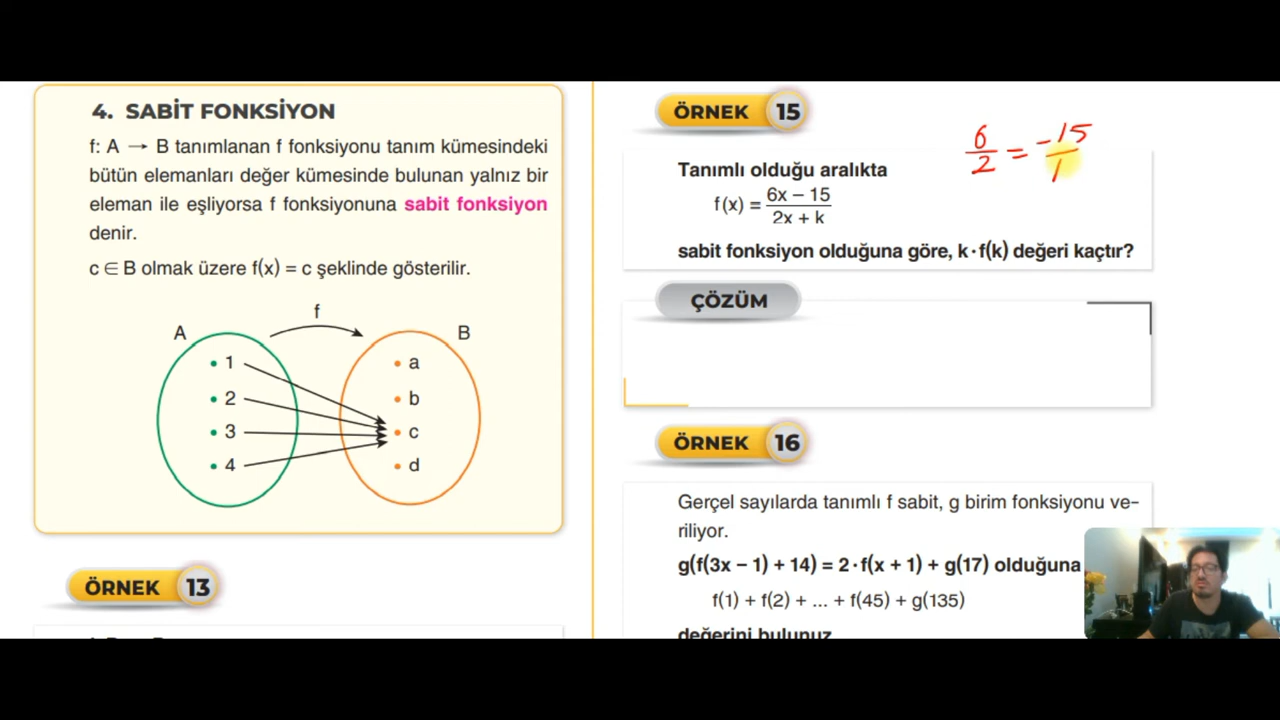 4. SABİT FONKSİYON
f: A → B tanımlanan f fonksiyonu tanım kümesindeki
bütün elemanları değer kümesinde bulunan yalnız bir
eleman ile eşliyorsa f fonksiyonuna sabit fonksiyon
denir.
c ∈ B olmak üzere f(x) = c şeklinde gösterilir.
f
A
B
1
2
3
4
a
b
c
d
ÖRNEK 13
ÖRNEK 15
6/2 = -15/
Tanımlı olduğu aralıkta
f(x) = (6x – 15)/(2x + k)
sabit fonksiyon olduğuna göre, k·f(k) değeri kaçtır?
ÇÖZÜM
ÖRNEK 16
Gerçel sayılarda tanımlı f sabit, g birim fonksiyonu ve-
riliyor.
g(f(3x – 1) + 14) = 2·f(x + 1) + g(17) olduğuna
f(1) + f(2) + ... + f(45) + g(135)
değerini bulunuz